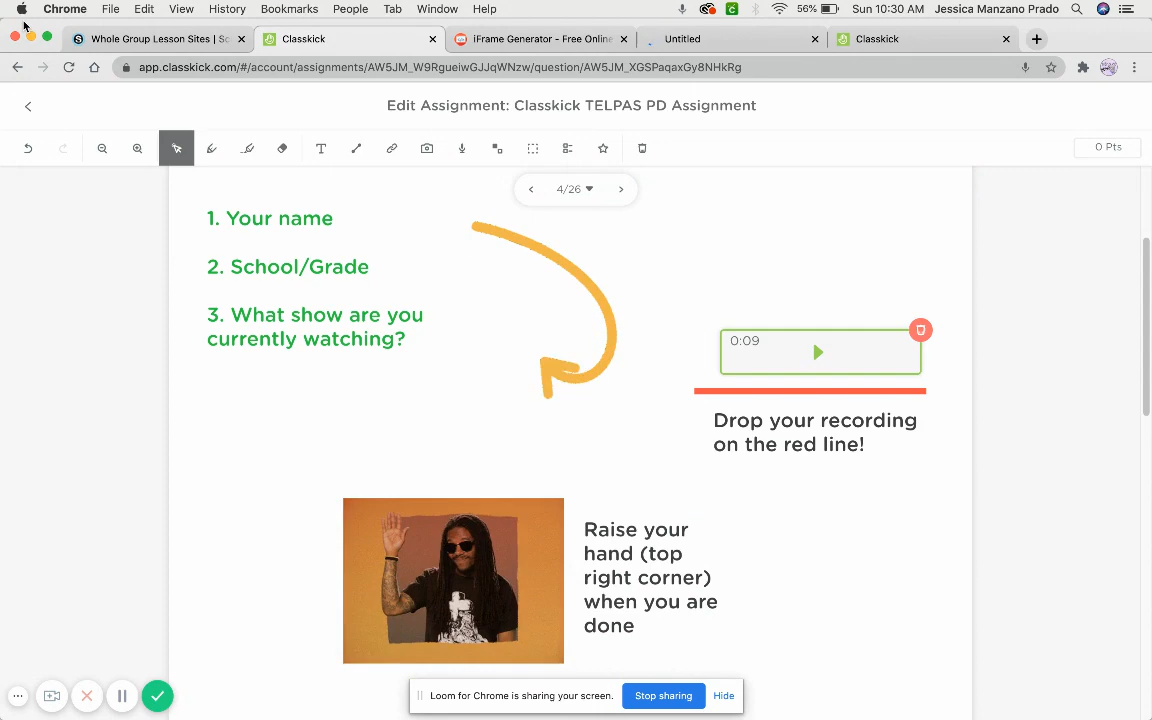 Chrome File Edit View History Bookmarks People Tab Window Help 56% Sun 10:30 AM Jessica Manzano Prado
Whole Group Lesson Sites | Sc Classkick iFrame Generator - Free Online Untitled Classkick
app.classkick.com/#/account/assignments/AW5JM_W9RgueiwGJJqWNzw/question/AW5JM_XGSPaqaxGy8NHkRg
Edit Assignment: Classkick TELPAS PD Assignment
T 0 Pts
4/26
1. Your name
2. School/Grade
3. What show are you
currently watching?
0:09
Drop your recording
on the red line!
Raise your
hand (top
right corner)
when you are
done
Loom for Chrome is sharing your screen. Stop sharing Hide